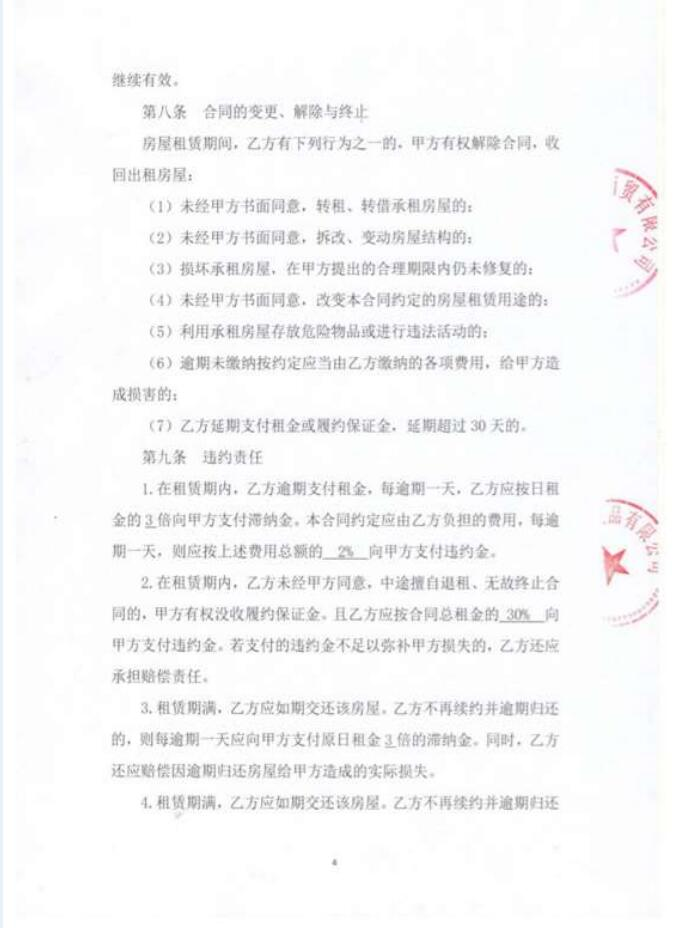 继续有效。
第八条 合同的变更、解除与终止
房屋租赁期间，乙方有下列行为之一的，甲方有权解除合同，收
回出租房屋：
（1）未经甲方书面同意，转租、转借承租房屋的；
（2）未经甲方书面同意，拆改、变动房屋结构的；
（3）损坏承租房屋，在甲方提出的合理期限内仍未修复的；
（4）未经甲方书面同意，改变本合同约定的房屋租赁用途的；
（5）利用承租房屋存放危险物品或进行违法活动的；
（6）逾期未缴纳按约定应当由乙方缴纳的各项费用，给甲方造
成损害的；
（7）乙方延期支付租金或履约保证金，延期超过 30 天的。
第九条 违约责任
1.在租赁期内，乙方逾期支付租金，每逾期一天，乙方应按日租
金的 3 倍向甲方支付滞纳金。本合同约定应由乙方负担的费用，每逾
期一天，则应按上述费用总额的 2% 向甲方支付违约金。
2.在租赁期内，乙方未经甲方同意，中途擅自退租、无故终止合
同的，甲方有权没收履约保证金。且乙方应按合同总租金的 30% 向
甲方支付违约金。若支付的违约金不足以弥补甲方损失的，乙方还应
承担赔偿责任。
3.租赁期满，乙方应如期交还该房屋。乙方不再续约并逾期归还
的，则每逾期一天应向甲方支付原日租金 3 倍的滞纳金。同时，乙方
还应赔偿因逾期归还房屋给甲方造成的实际损失。
4.租赁期满，乙方应如期交还该房屋。乙方不再续约并逾期归还
4
贸有限公司
品有限公司